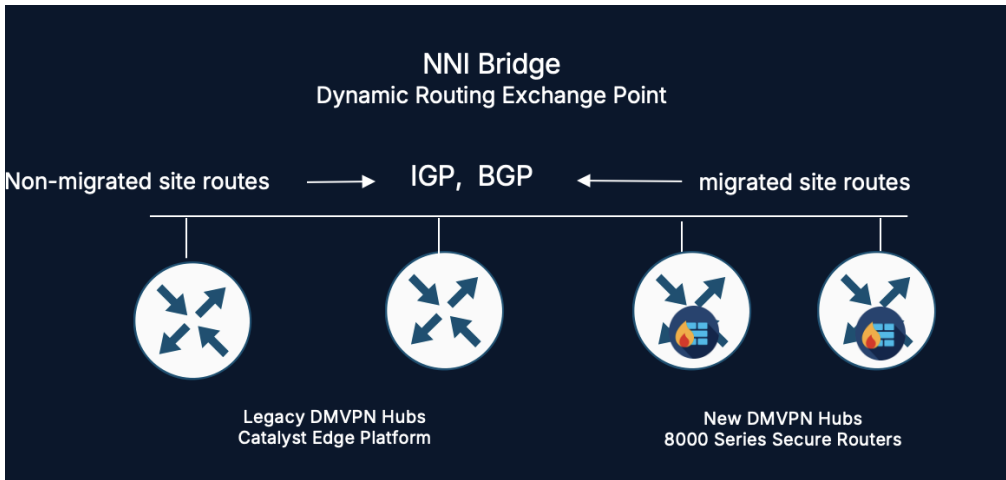 NNI Bridge
Dynamic Routing Exchange Point
Non-migrated site routes
IGP, BGP
migrated site routes
Legacy DMVPN Hubs
Catalyst Edge Platform
New DMVPN Hubs
8000 Series Secure Routers